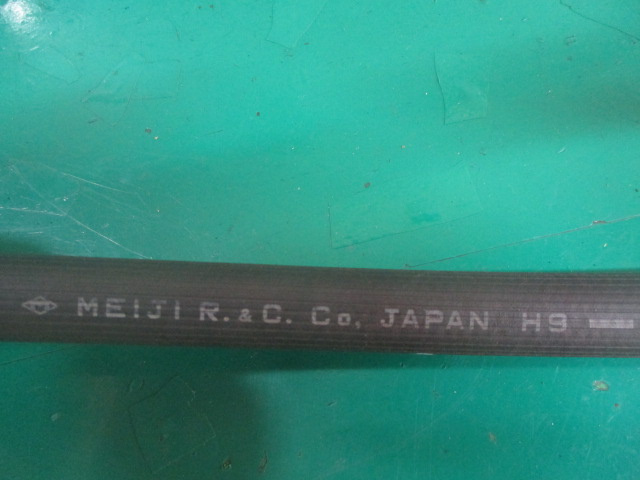 MEIJI R. & C. Co, JAPAN H9